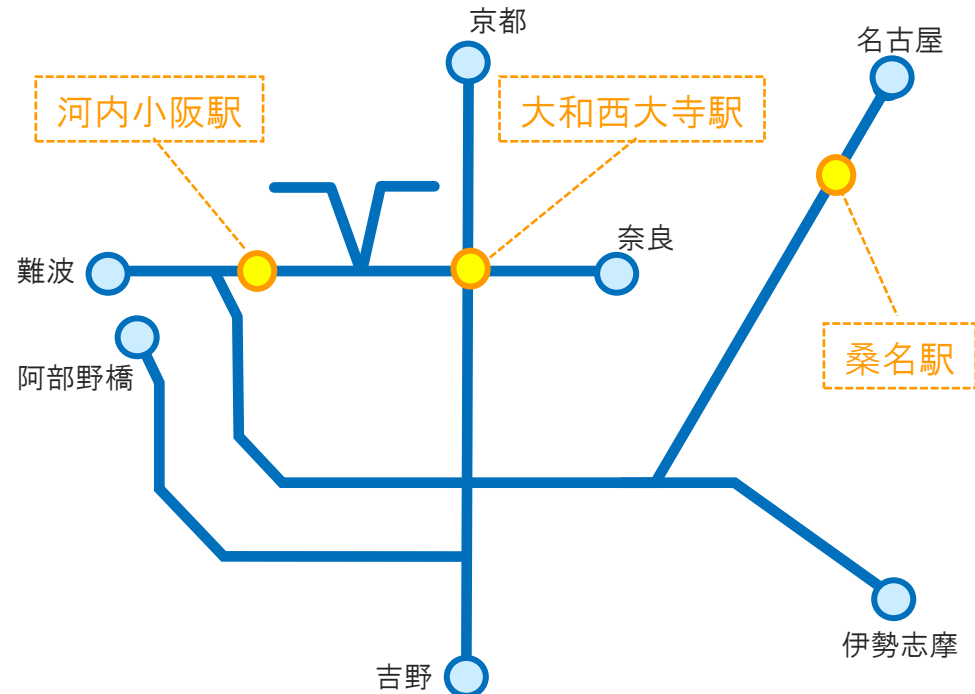 京都
名古屋
河内小阪駅
大和西大寺駅
奈良
難波
桑名駅
阿部野橋
伊勢志摩
吉野